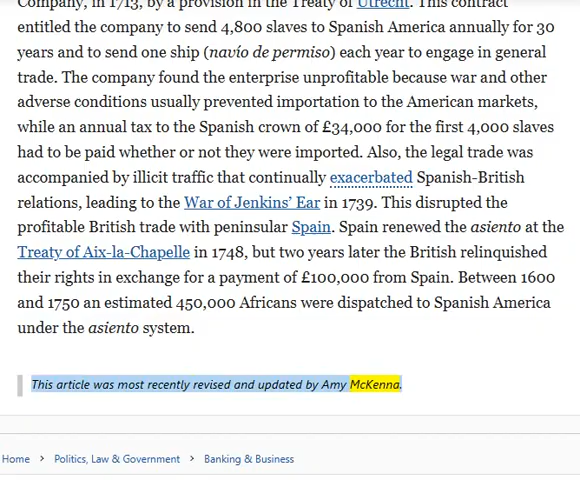 Company, in 1713, by a provision in the Treaty of Utrecht. This contract
entitled the company to send 4,800 slaves to Spanish America annually for 30
years and to send one ship (navío de permiso) each year to engage in general
trade. The company found the enterprise unprofitable because war and other
adverse conditions usually prevented importation to the American markets,
while an annual tax to the Spanish crown of £34,000 for the first 4,000 slaves
had to be paid whether or not they were imported. Also, the legal trade was
accompanied by illicit traffic that continually exacerbated Spanish-British
relations, leading to the War of Jenkins’ Ear in 1739. This disrupted the
profitable British trade with peninsular Spain. Spain renewed the asiento at the
Treaty of Aix-la-Chapelle in 1748, but two years later the British relinquished
their rights in exchange for a payment of £100,000 from Spain. Between 1600
and 1750 an estimated 450,000 Africans were dispatched to Spanish America
under the asiento system.
This article was most recently revised and updated by Amy McKenna.
Home > Politics, Law & Government > Banking & Business